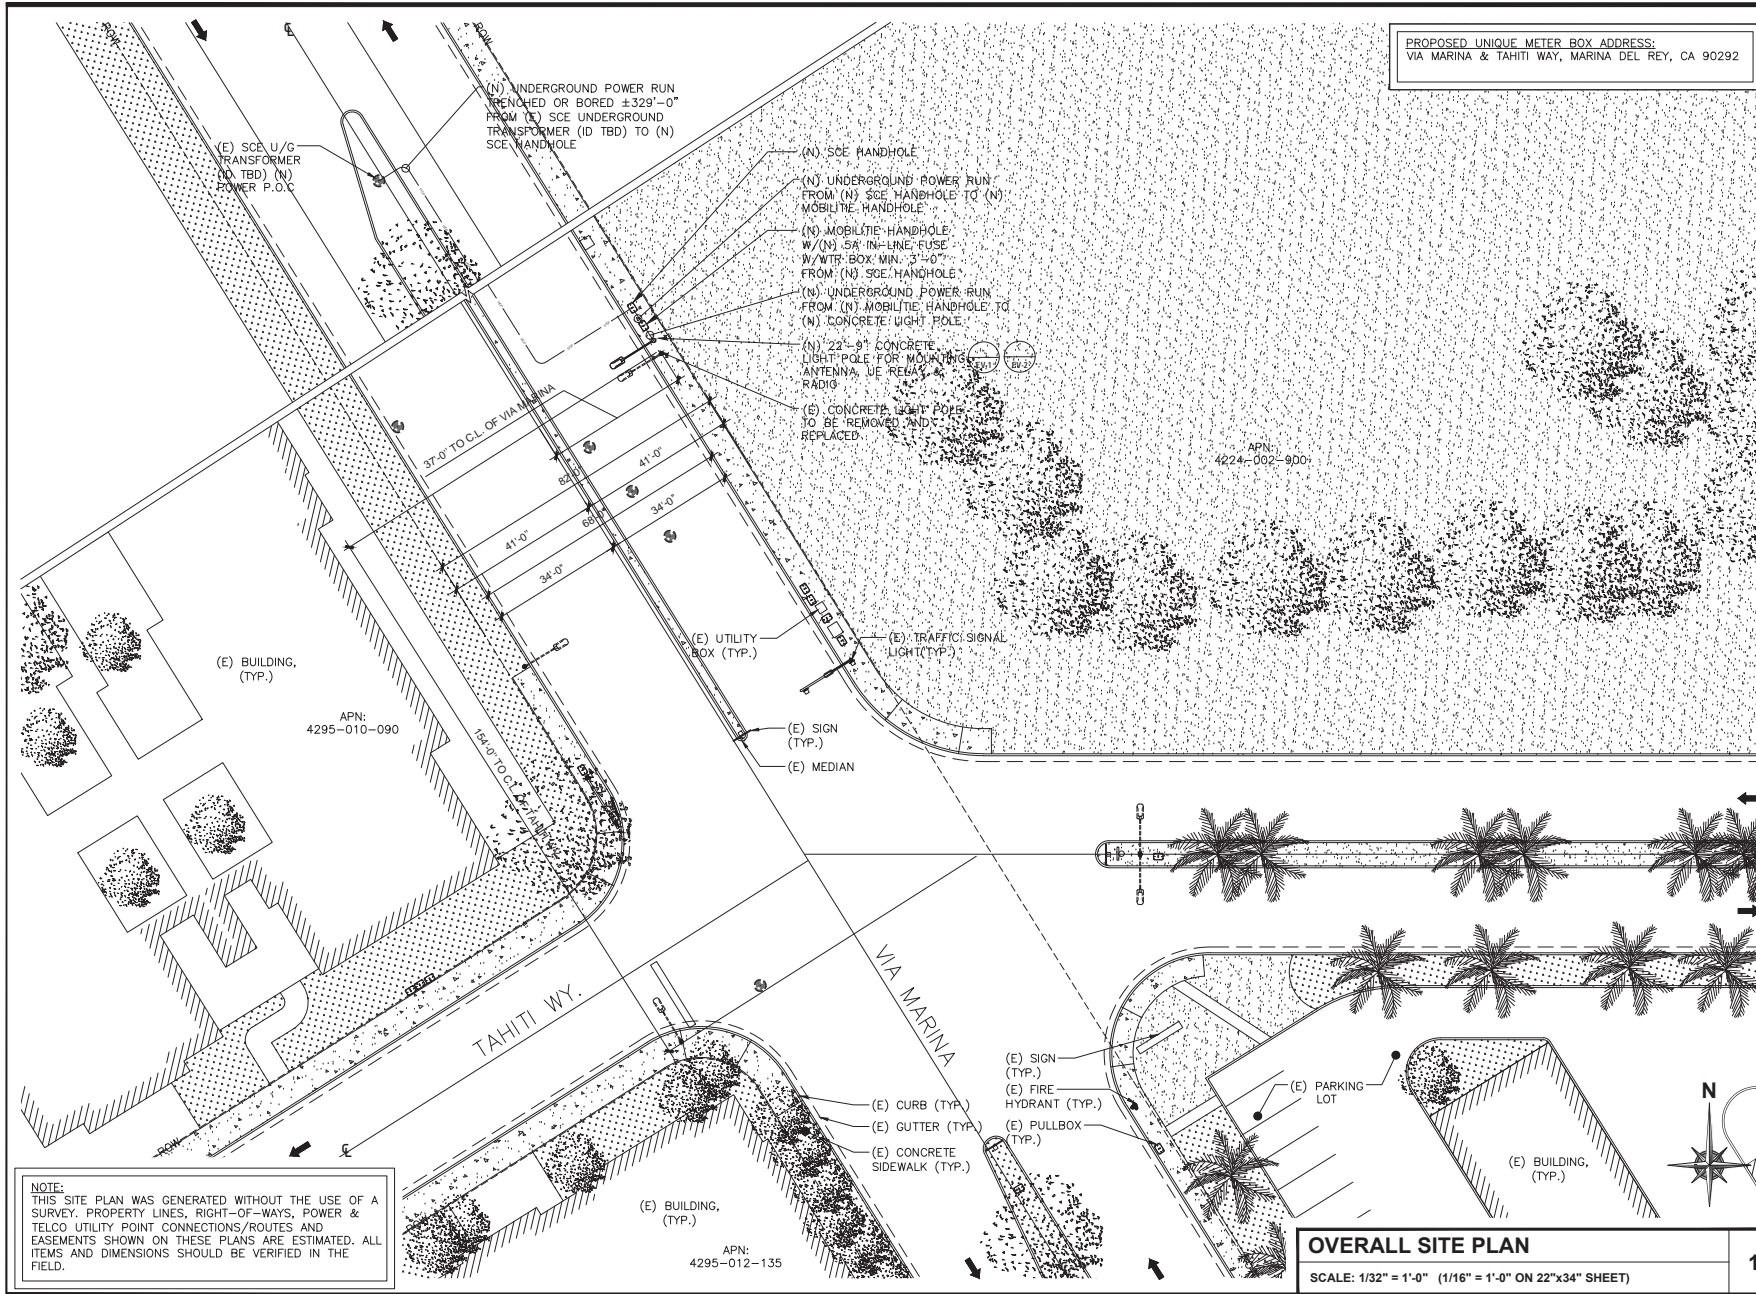 PROPOSED UNIQUE METER BOX ADDRESS:
VIA MARINA & TAHITI WAY, MARINA DEL REY, CA 90292
ROW
℄
ROW
(N) UNDERGROUND POWER RUN
TRENCHED OR BORED ±329'-0"
FROM (E) SCE UNDERGROUND
TRANSFORMER (ID TBD) TO (N)
SCE HANDHOLE
(E) SCE U/G
TRANSFORMER
(ID TBD) (N)
POWER P.O.C
(N) SCE HANDHOLE
(N) UNDERGROUND POWER RUN
FROM (N) SCE HANDHOLE TO (N)
MOBILITIE HANDHOLE
(N) MOBILITIE HANDHOLE
W/(N) 5A IN-LINE FUSE
W/WTR BOX MIN. 3'-0"
FROM (N) SCE HANDHOLE
(N) UNDERGROUND POWER RUN
FROM (N) MOBILITIE HANDHOLE TO
(N) CONCRETE LIGHT POLE
(N) 22'-9" CONCRETE
LIGHT POLE FOR MOUNTING
ANTENNA, UE RELAY &
RADIO
(E) CONCRETE LIGHT POLE
TO BE REMOVED AND
REPLACED
37'-0" TO C.L. OF VIA MARINA
41'-0"
34'-0"
41'-0"
34'-0"
APN:
4224-002-900
(E) UTILITY
BOX (TYP.)
(E) TRAFFIC SIGNAL
LIGHT(TYP.)
(E) BUILDING,
(TYP.)
APN:
4295-010-090
(E) SIGN
(TYP.)
(E) MEDIAN
154'-0" TO C.L. OF
TAHITI WY.
VIA MARINA
(E) SIGN
(TYP.)
(E) FIRE
HYDRANT (TYP.)
(E) PULLBOX
(TYP.)
(E) PARKING
LOT
(E) CURB (TYP.)
(E) GUTTER (TYP.)
(E) CONCRETE
SIDEWALK (TYP.)
ROW
℄
(E) BUILDING,
(TYP.)
APN:
4295-012-135
(E) BUILDING,
(TYP.)
N
NOTE:
THIS SITE PLAN WAS GENERATED WITHOUT THE USE OF A
SURVEY. PROPERTY LINES, RIGHT-OF-WAYS, POWER &
TELCO UTILITY POINT CONNECTIONS/ROUTES AND
EASEMENTS SHOWN ON THESE PLANS ARE ESTIMATED. ALL
ITEMS AND DIMENSIONS SHOULD BE VERIFIED IN THE
FIELD.
OVERALL SITE PLAN
SCALE: 1/32" = 1'-0" (1/16" = 1'-0" ON 22"x34" SHEET)
1